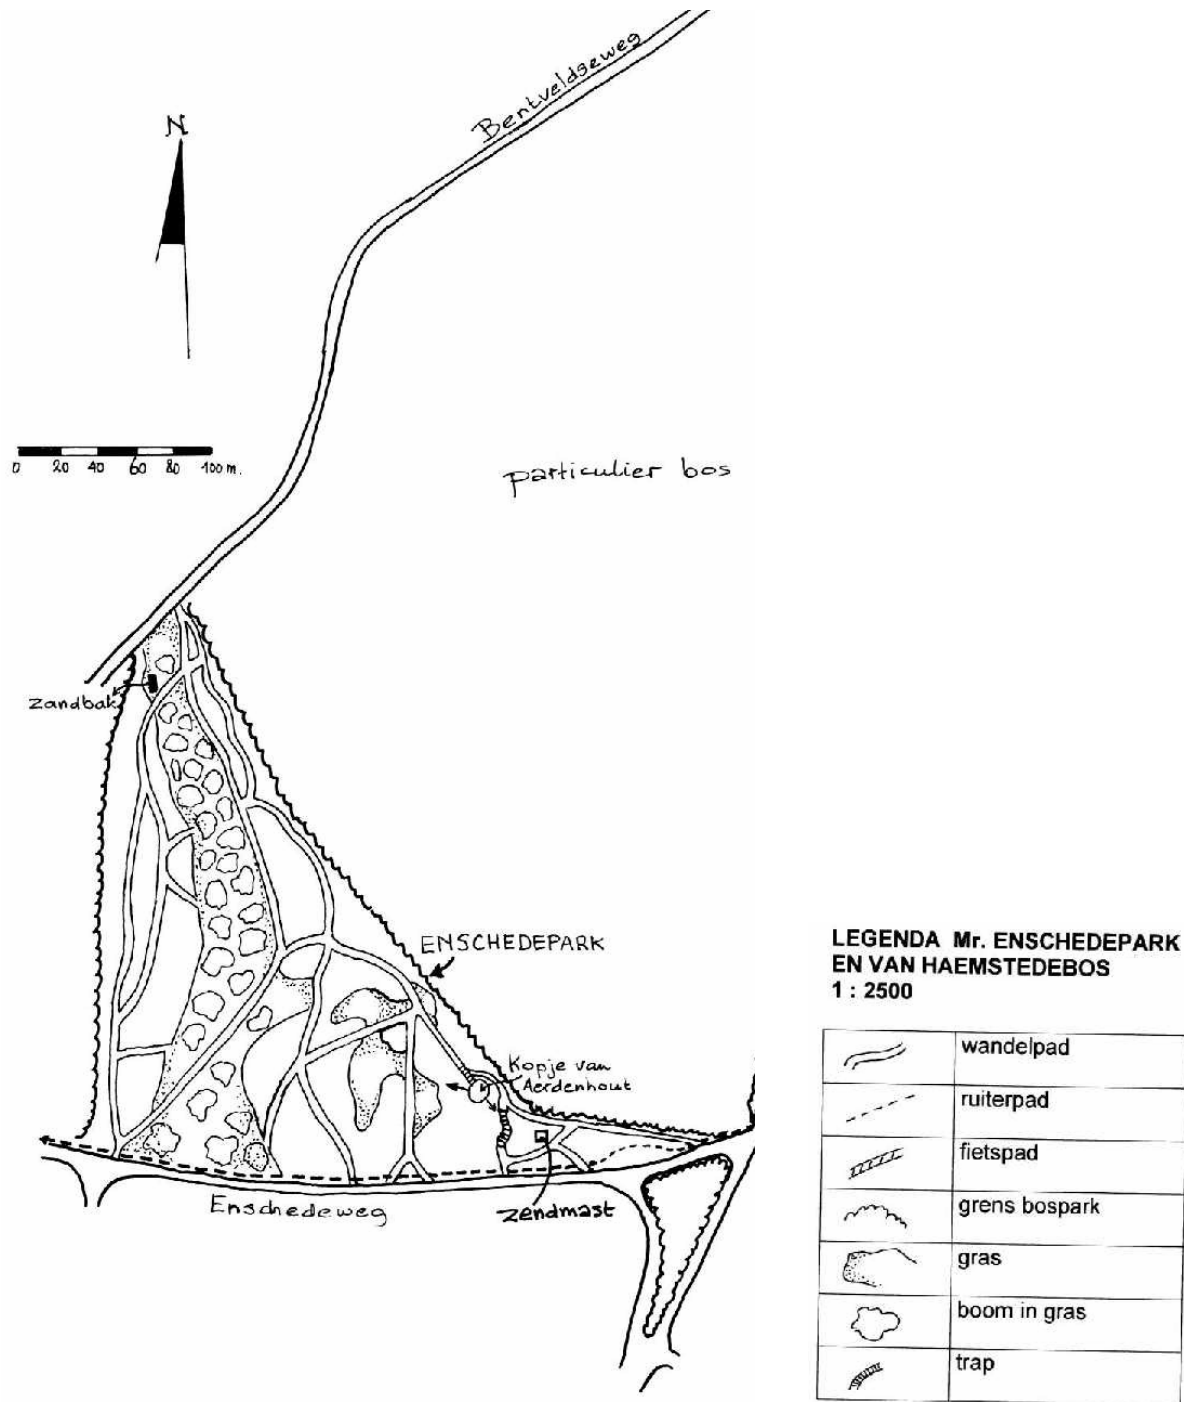 Bentveldseweg
N
0 20 40 60 80 100 m.
particulier bos
zandbak
ENSCHEDEPARK
Kopje van
Aerdenhout
Enschedeweg
zendmast
LEGENDA Mr. ENSCHEDEPARK
EN VAN HAEMSTEDEBOS
1 : 2500
wandelpad
ruiterpad
fietspad
grens bospark
gras
boom in gras
trap